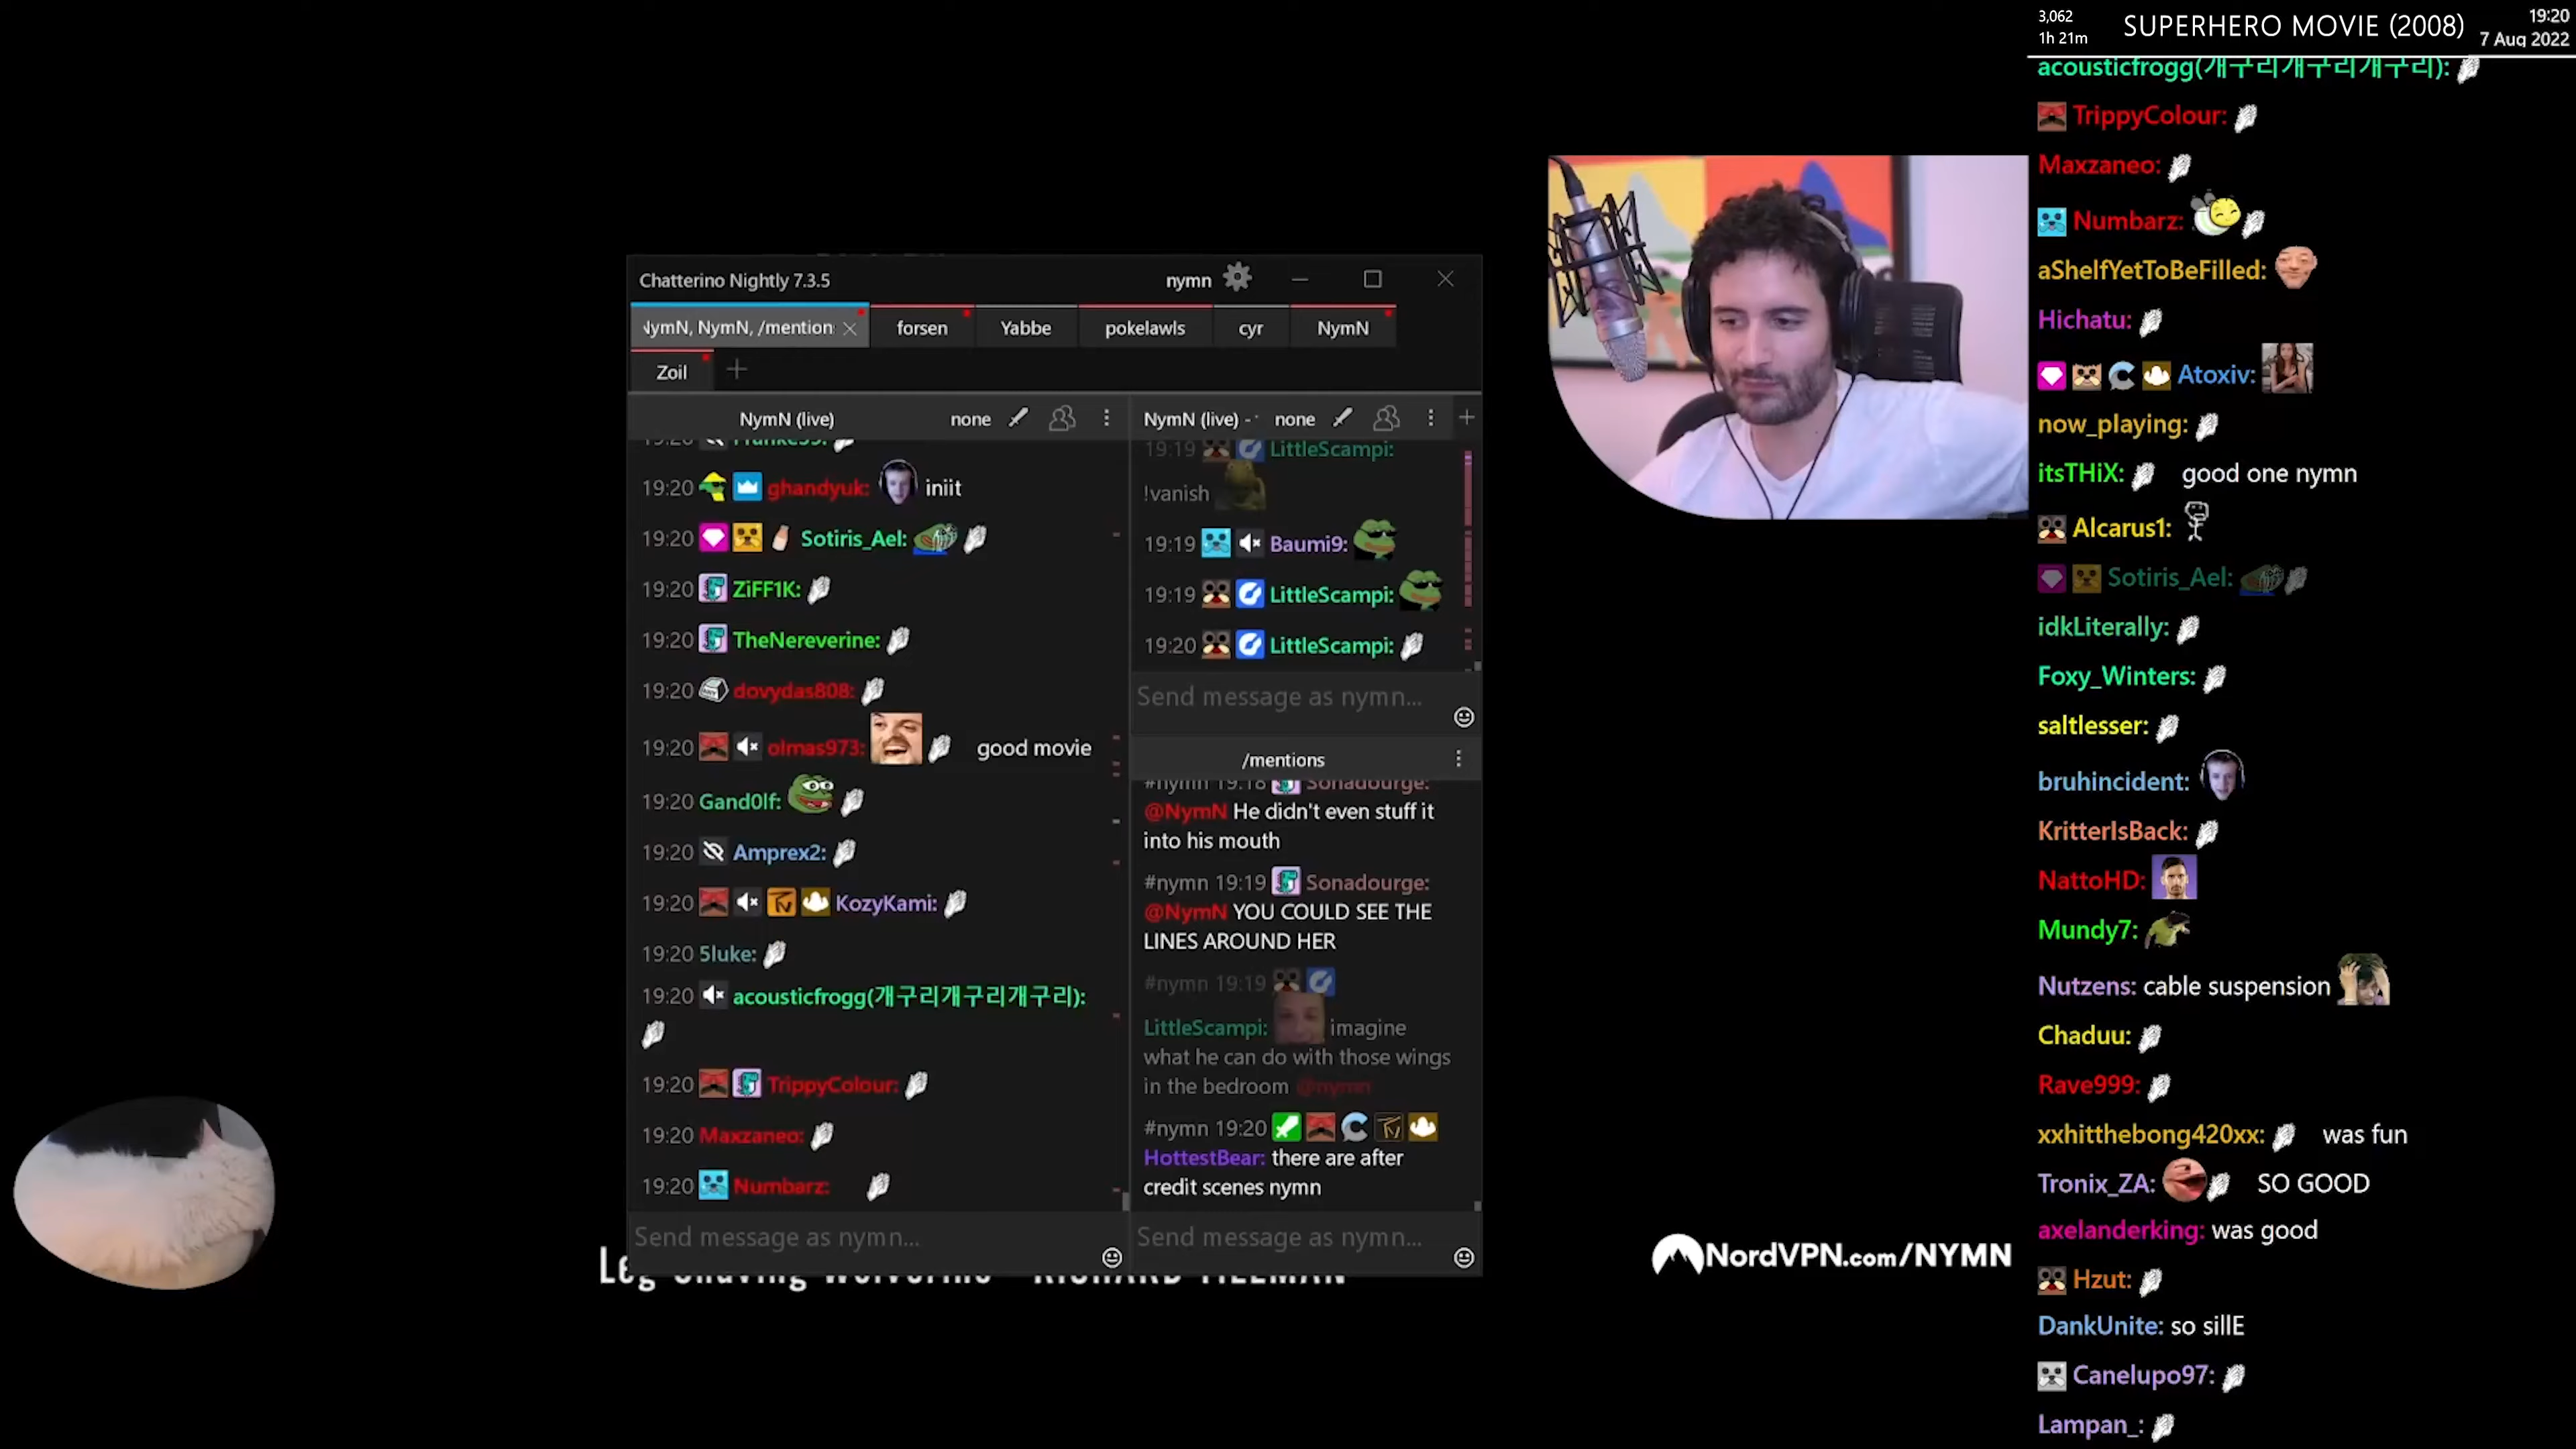 3,062
1h 21m
SUPERHERO MOVIE (2008)
19:20
7 Aug 2022
Chatterino Nightly 7.3.5
nymn
NymN, NymN, /mention
forsen
Yabbe
pokelawls
cyr
NymN
Zoil
NymN (live)
none
19:20 ghandyuk: iniit
19:20 Sotiris_Ael:
19:20 ZiFF1K:
19:20 TheNereverine:
19:20 dovydas808:
19:20 olmas973: good movie
19:20 Gand0lf:
19:20 Amprex2:
19:20 KozyKami:
19:20 5luke:
19:20 acousticfrogg(개구리개구리개구리):
19:20 TrippyColour:
19:20 Maxzaneo:
19:20 Numbarz:
Send message as nymn...
NymN (live) -
none
19:19 LittleScampi:
!vanish
19:19 Baumi9:
19:19 LittleScampi:
19:20 LittleScampi:
Send message as nymn...
/mentions
#nymn 19:18 Sonadourge:
@NymN He didn't even stuff it
into his mouth
#nymn 19:19 Sonadourge:
@NymN YOU COULD SEE THE
LINES AROUND HER
#nymn 19:19
LittleScampi: imagine
what he can do with those wings
in the bedroom @nymn
#nymn 19:20
HottestBear: there are after
credit scenes nymn
Send message as nymn...
NordVPN.com/NYMN
acousticfrogg(개구리개구리개구리):
TrippyColour:
Maxzaneo:
Numbarz:
aShelfYetToBeFilled:
Hichatu:
Atoxiv:
now_playing:
itsTHiX: good one nymn
Alcarus1:
Sotiris_Ael:
idkLiterally:
Foxy_Winters:
saltlesser:
bruhincident:
KritterIsBack:
NattoHD:
Mundy7:
Nutzens: cable suspension
Chaduu:
Rave999:
xxhitthebong420xx: was fun
Tronix_ZA: SO GOOD
axelanderking: was good
Hzut:
DankUnite: so sillE
Canelupo97:
Lampan_: